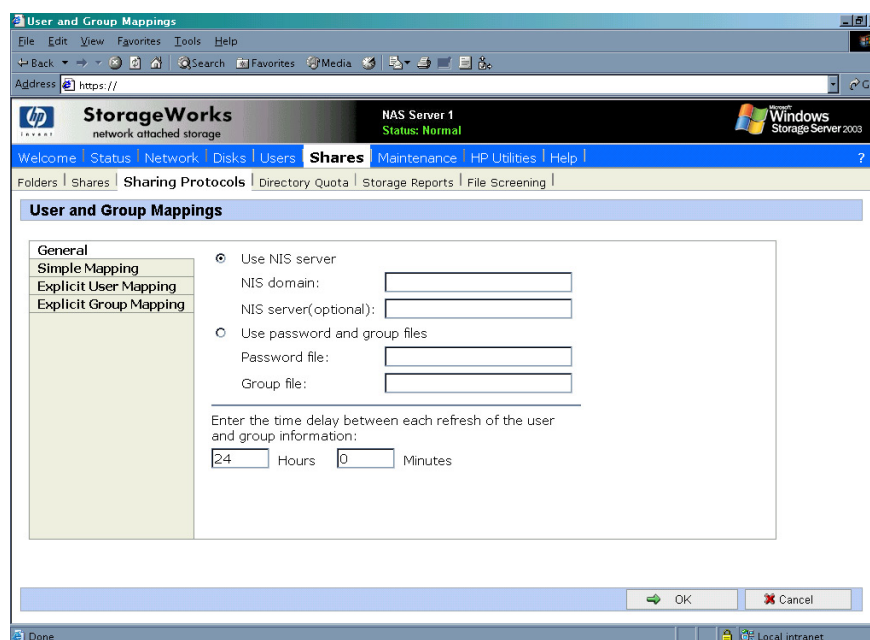 User and Group Mappings
File Edit View Favorites Tools Help
Back Search Favorites Media
Address https://
hp invent StorageWorks NAS Server 1 Microsoft Windows
network attached storage Status: Normal Storage Server 2003
Welcome | Status | Network | Disks | Users | Shares | Maintenance | HP Utilities | Help | ?
Folders | Shares | Sharing Protocols | Directory Quota | Storage Reports | File Screening |
User and Group Mappings
General
Simple Mapping
Explicit User Mapping
Explicit Group Mapping
Use NIS server
NIS domain:
NIS server(optional):
Use password and group files
Password file:
Group file:
Enter the time delay between each refresh of the user
and group information:
24 Hours 0 Minutes
OK Cancel
Done Local intranet